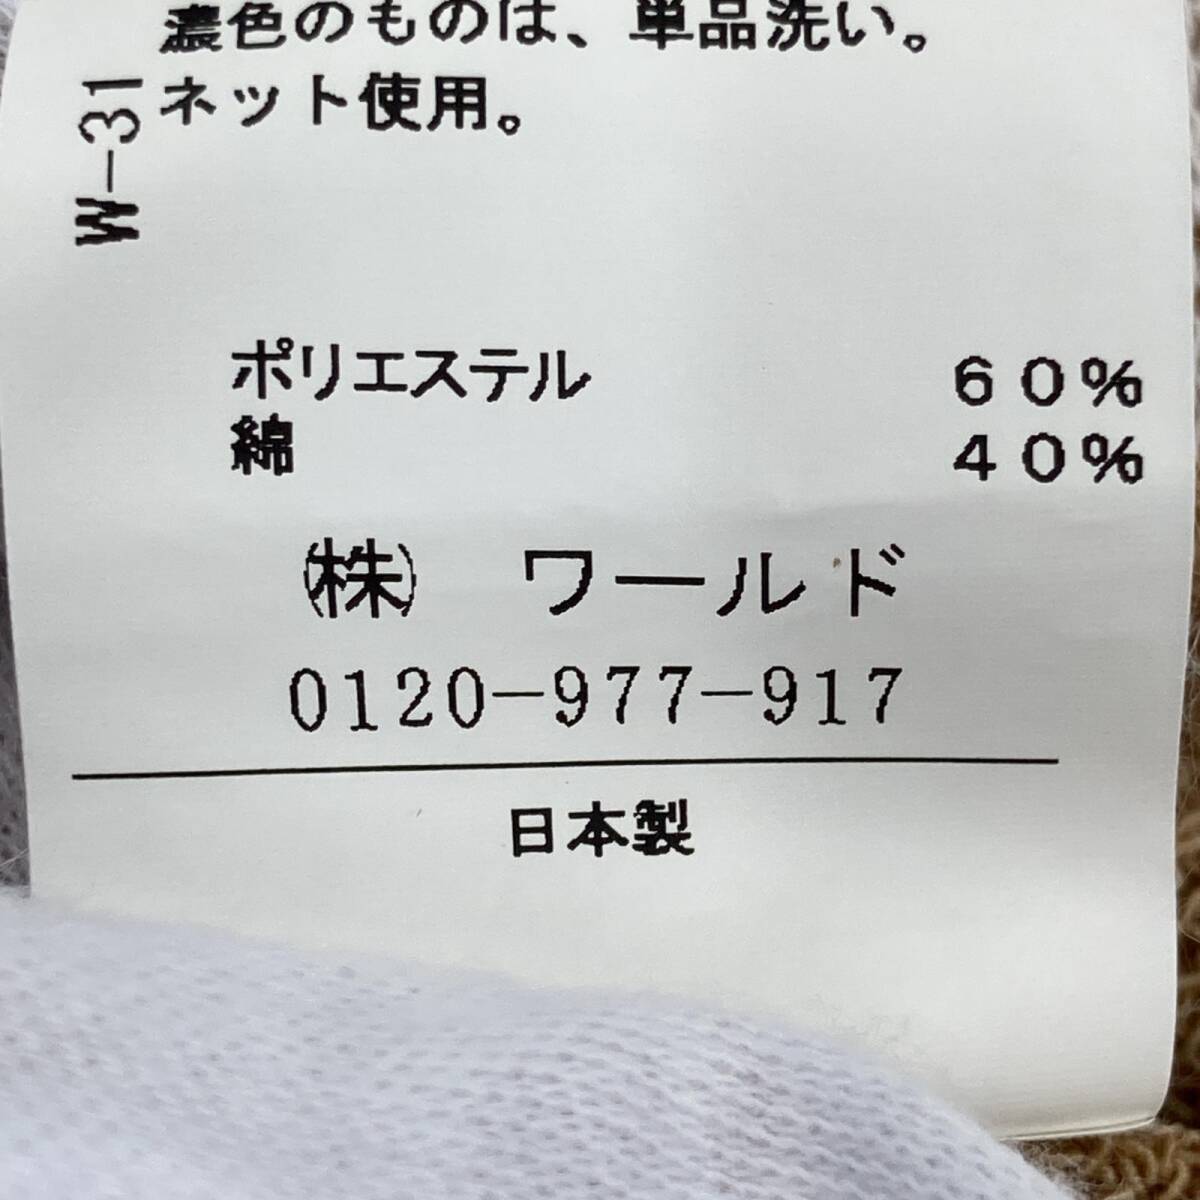 濃色のものは、単品洗い。
ネット使用。
W-31
ポリエステル 60%
綿 40%
(株) ワールド
0120-977-917
日本製